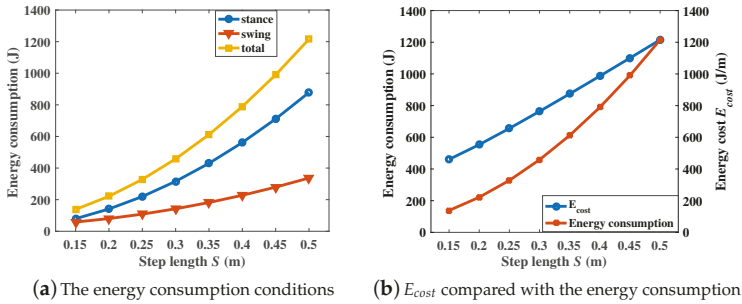 1400
1200
1000
800
600
400
200
0
Energy consumption (J)
stance
swing
total
0.15 0.2 0.25 0.3 0.35 0.4 0.45 0.5
Step length S (m)
(a) The energy consumption conditions
1400
1200
1000
800
600
400
200
0
Energy consumption (J)
E_cost
Energy consumption
0.15 0.2 0.25 0.3 0.35 0.4 0.45 0.5
Step length S (m)
1400
1200
1000
800
600
400
200
0
Energy cost E_cost (J/m)
(b) E_cost compared with the energy consumption